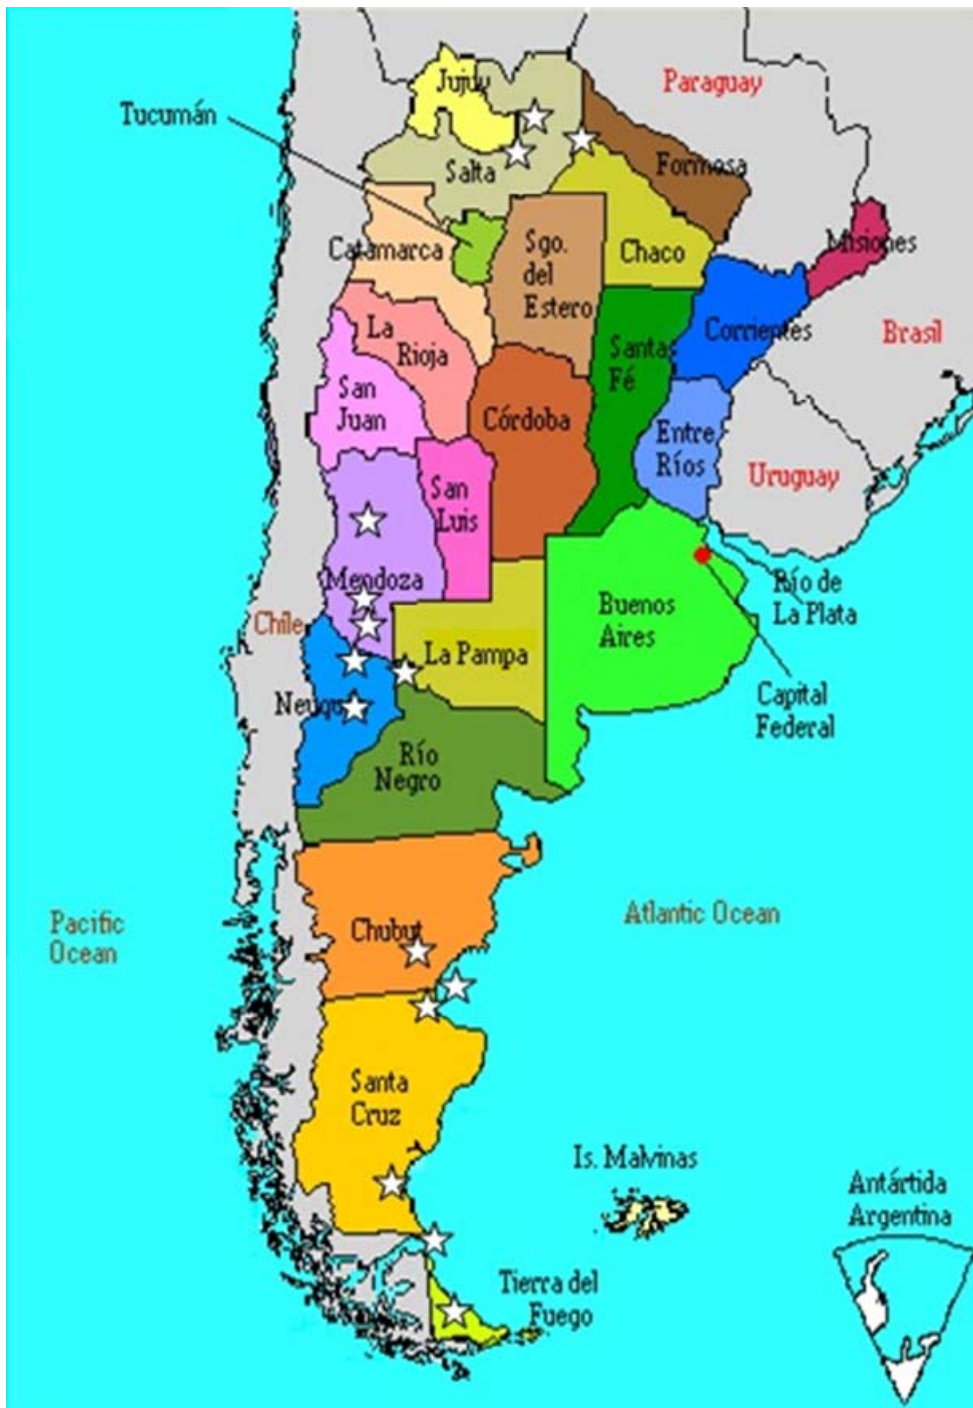 Jujuy
Paraguay
Tucumán
Salta
Formosa
Catamarca
Sgo.
del
Estero
Chaco
Misiones
La
Rioja
Santa
Fé
Corrientes
Brasíl
San
Juan
Córdoba
Entre
Ríos
Uruguay
San
Luis
Mendoza
Buenos
Aires
Río de
La Plata
Chíle
La Pampa
Capital
Federal
Río
Negro
Pacific
Ocean
Chubut
Atlantic Ocean
Santa
Cruz
Is. Malvinas
Antártida
Argentina
Tierra del
Fuego